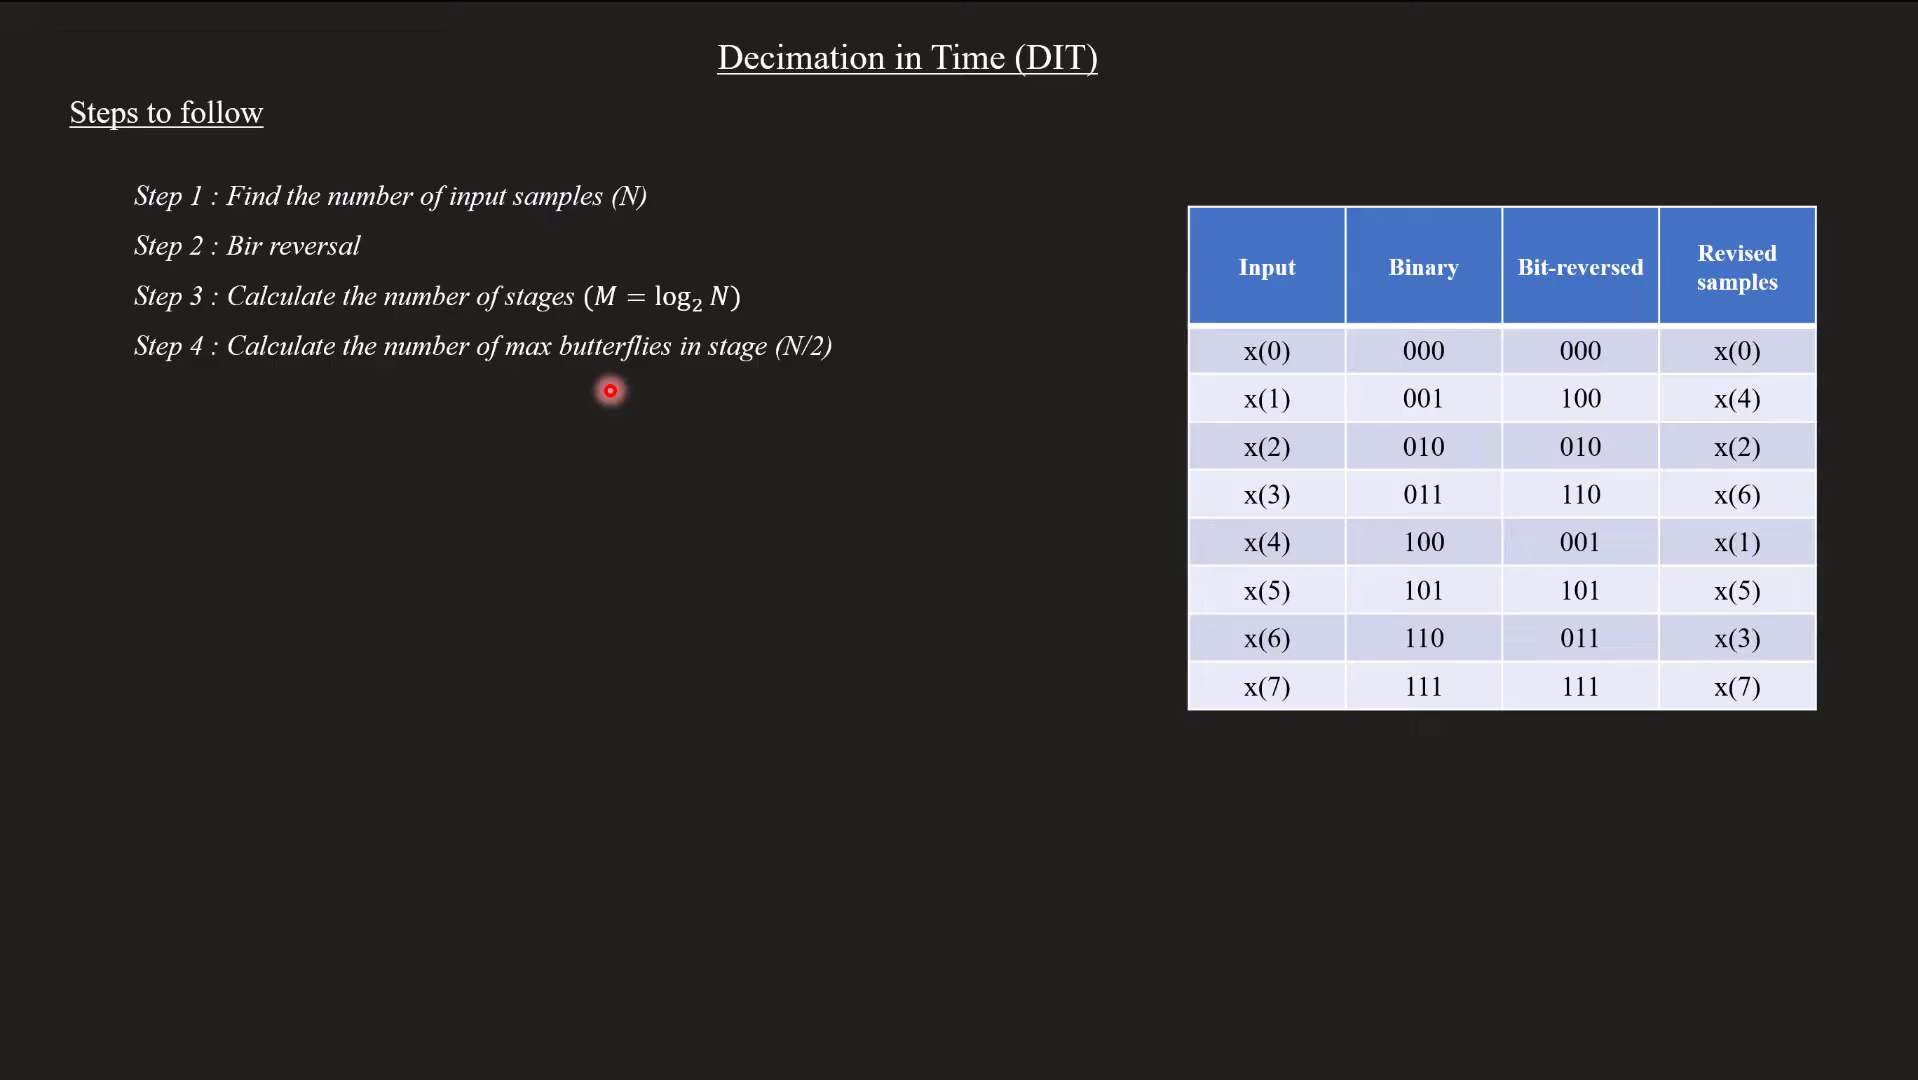 Decimation in Time (DIT)
Steps to follow
Step 1 : Find the number of input samples (N)
Step 2 : Bir reversal
Step 3 : Calculate the number of stages (M = log₂ N)
Step 4 : Calculate the number of max butterflies in stage (N/2)
Input Binary Bit-reversed Revised samples
x(0) 000 000 x(0)
x(1) 001 100 x(4)
x(2) 010 010 x(2)
x(3) 011 110 x(6)
x(4) 100 001 x(1)
x(5) 101 101 x(5)
x(6) 110 011 x(3)
x(7) 111 111 x(7)